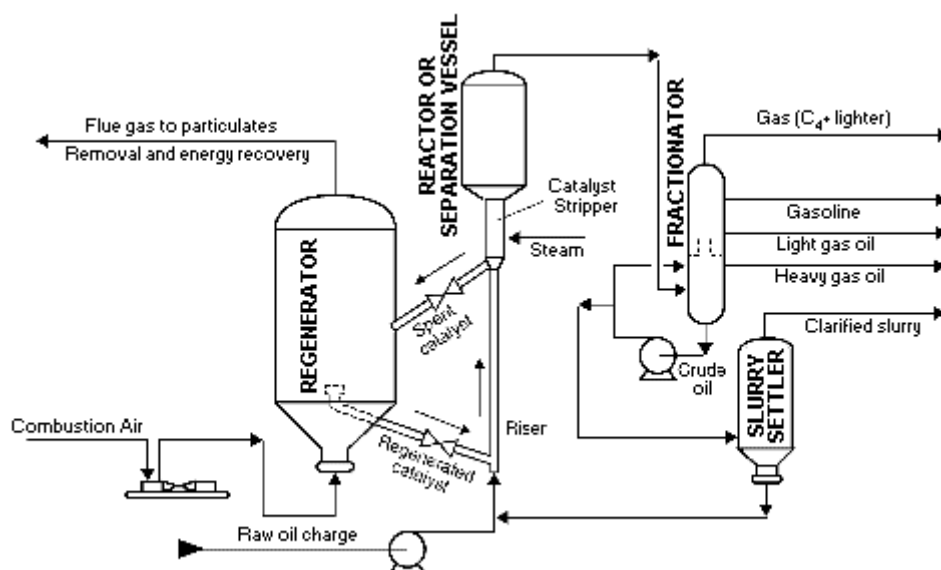 REACTOR OR
SEPARATION VESSEL
Flue gas to particulates
Removal and energy recovery
Gas (C₄+ lighter)
FRACTIONATOR
Catalyst
Stripper
Gasoline
Steam
Light gas oil
Heavy gas oil
REGENERATOR
Spent
catalyst
Clarified slurry
Crude
oil
SLURRY
SETTLER
Combustion Air
Riser
Regenerated
catalyst
Raw oil charge